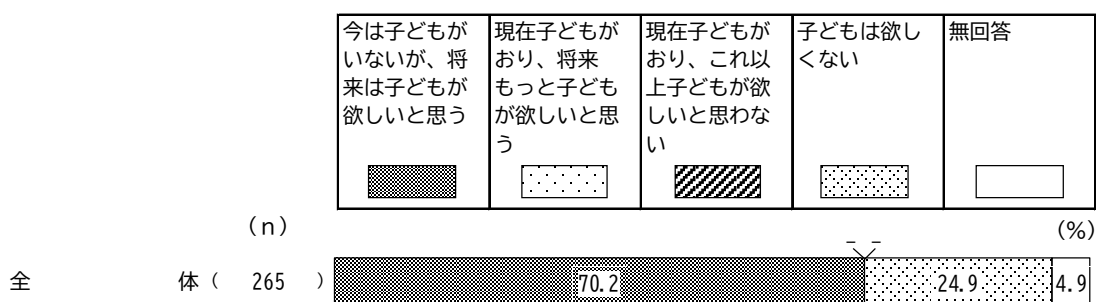 今は子どもが
いないが、将
来は子どもが
欲しいと思う
現在子どもが
おり、将来
もっと子ども
が欲しいと思
う
現在子どもが
おり、これ以
上子どもが欲
しいと思わな
い
子どもは欲し
くない
無回答
(n)
(%)
- -
全 体( 265 ) 70.2 24.9 4.9